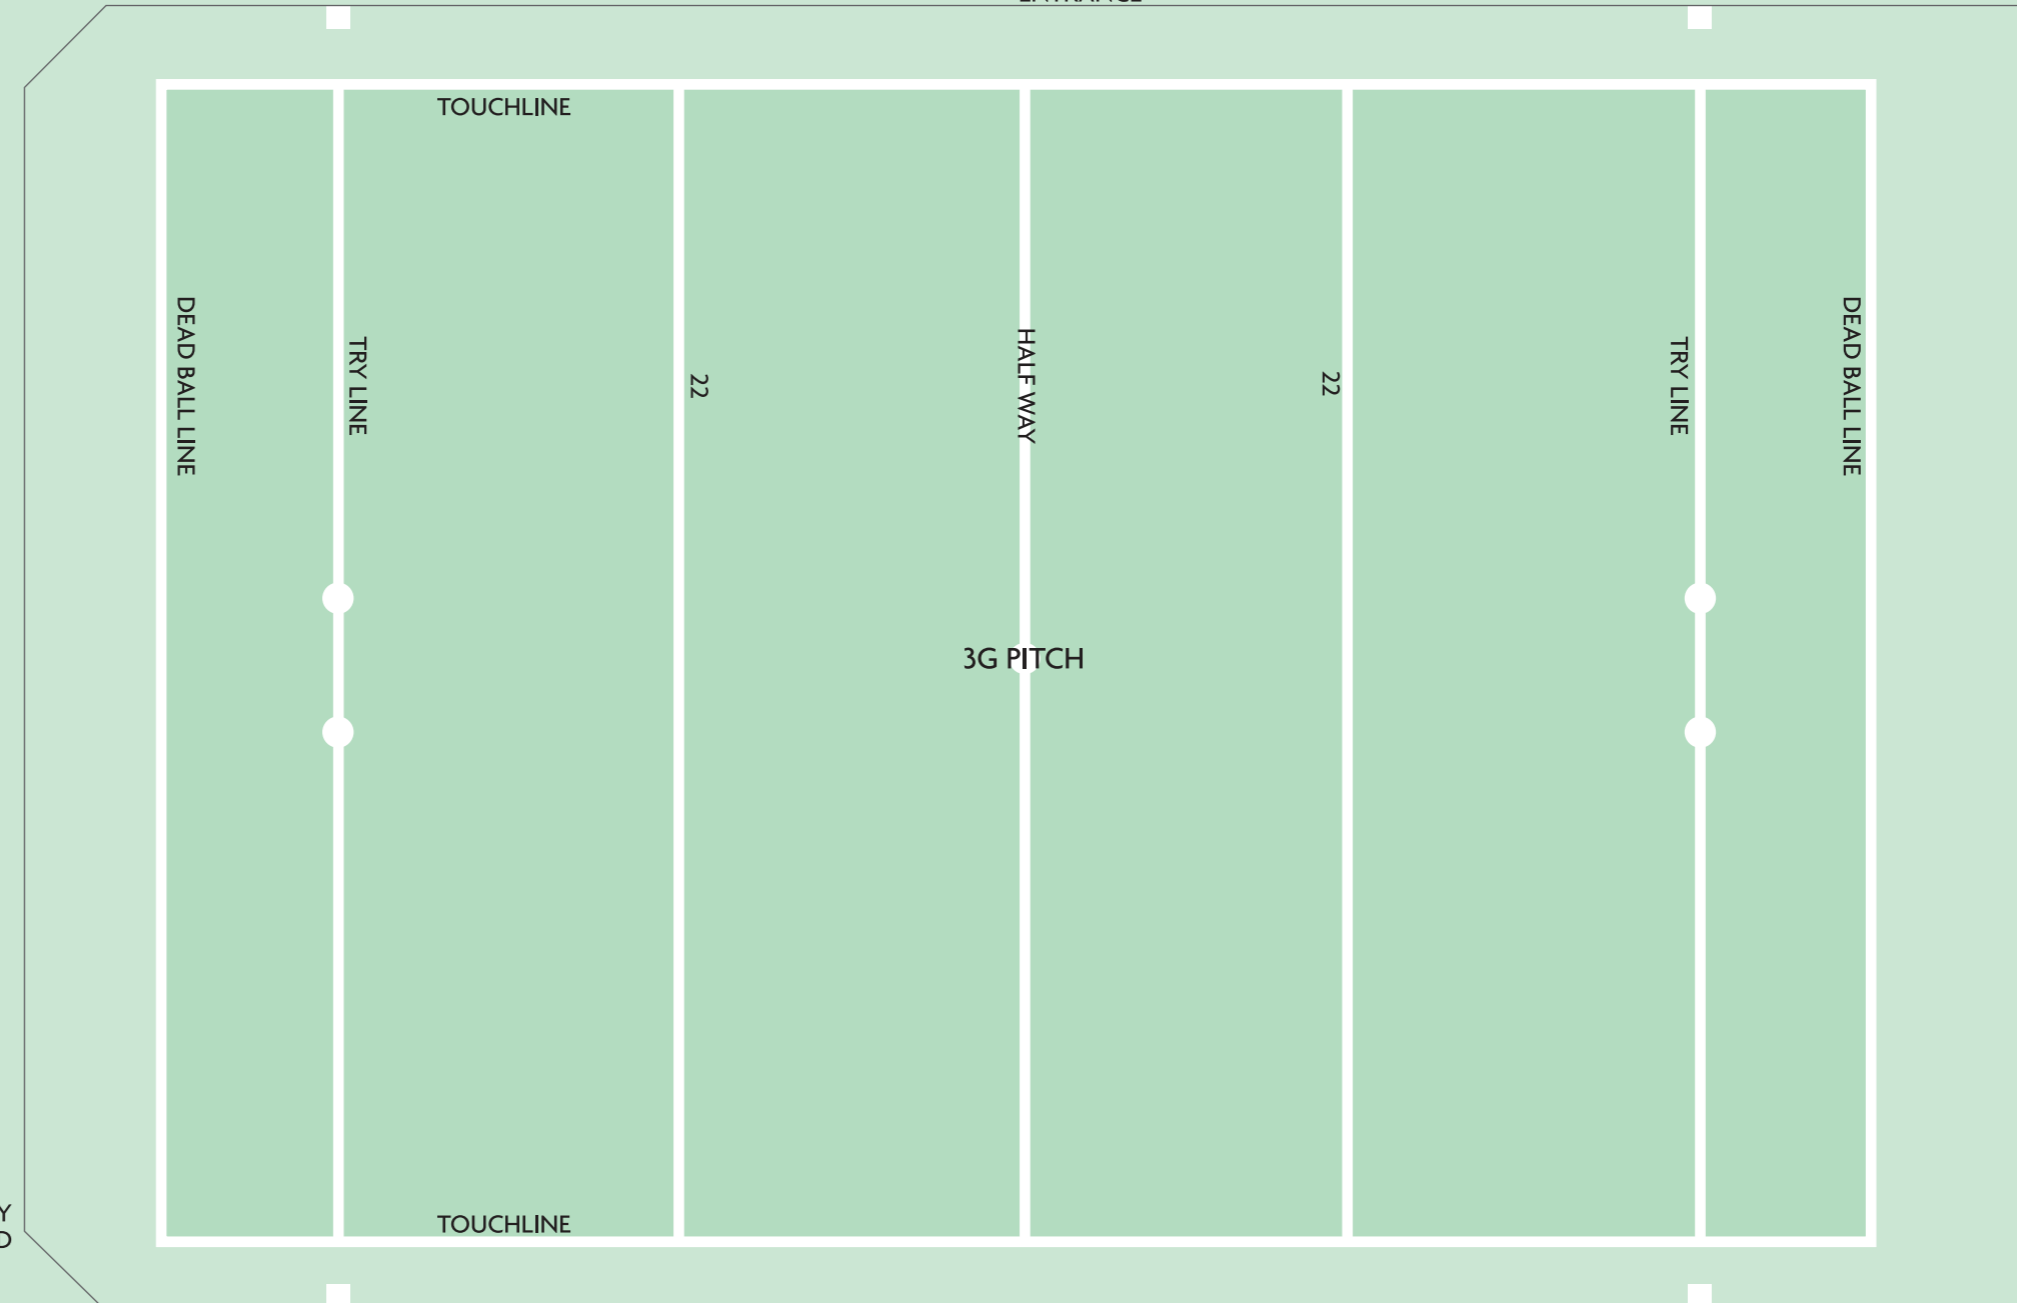 TOUCHLINE
DEAD BALL LINE
TRY LINE
22
HALF WAY
22
TRY LINE
DEAD BALL LINE
3G PITCH
TOUCHLINE